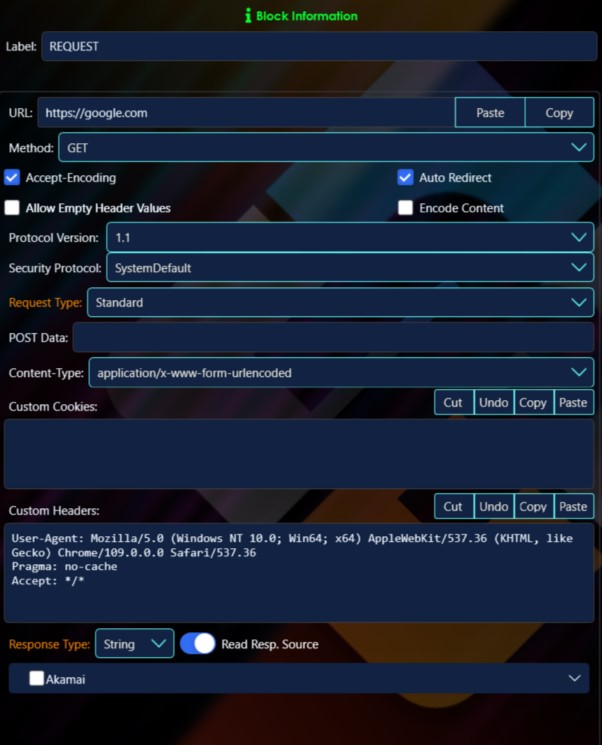 Block Information
Label: REQUEST
URL: https://google.com Paste Copy
Method: GET
Accept-Encoding Auto Redirect
Allow Empty Header Values Encode Content
Protocol Version: 1.1
Security Protocol: SystemDefault
Request Type: Standard
POST Data:
Content-Type: application/x-www-form-urlencoded
Custom Cookies: Cut Undo Copy Paste
Custom Headers: Cut Undo Copy Paste
User-Agent: Mozilla/5.0 (Windows NT 10.0; Win64; x64) AppleWebKit/537.36 (KHTML, like
Gecko) Chrome/109.0.0.0 Safari/537.36
Pragma: no-cache
Accept: */*
Response Type: String Read Resp. Source
Akamai